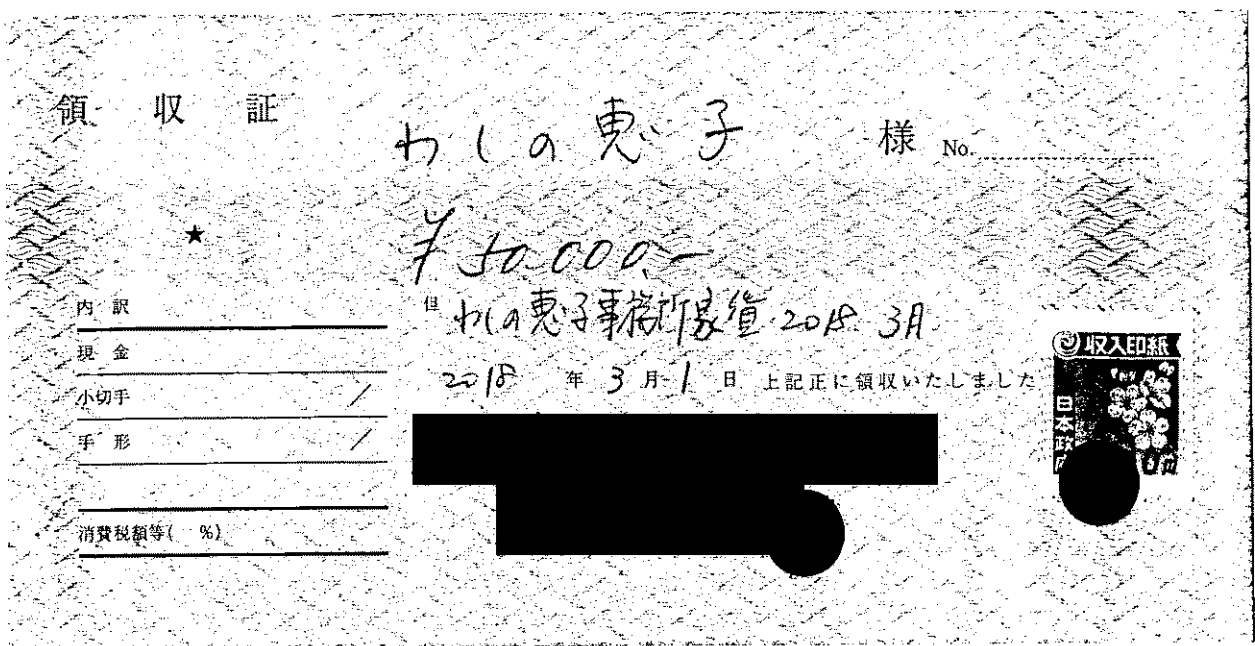 領 収 証
わしの恵子 様 No.
★
¥50,000.-
内 訳
但 わしの恵子事務所家賃 2018. 3月
現 金
2018 年 3 月 1 日 上記正に領収いたしました
小切手 /
手 形 /
消費税額等( %)
収入印紙
日本政府